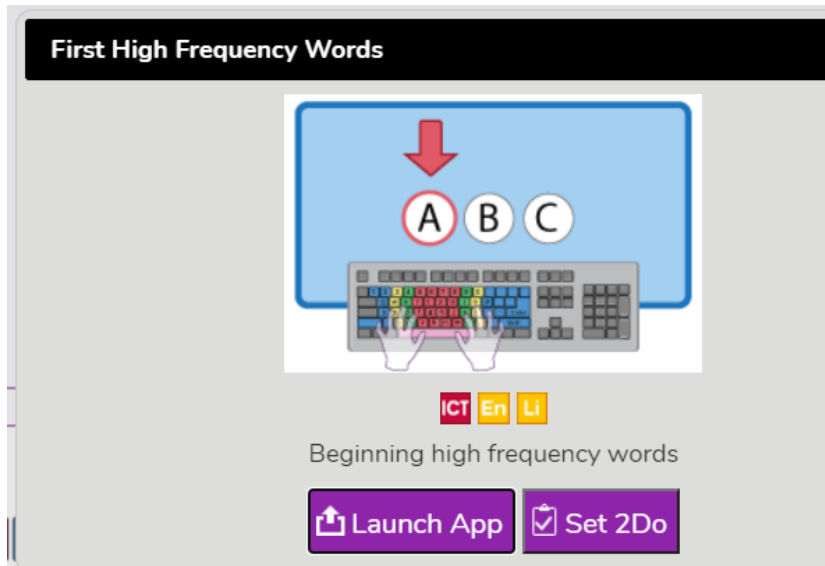 First High Frequency Words
A B C
ICT En Li
Beginning high frequency words
Launch App Set 2Do